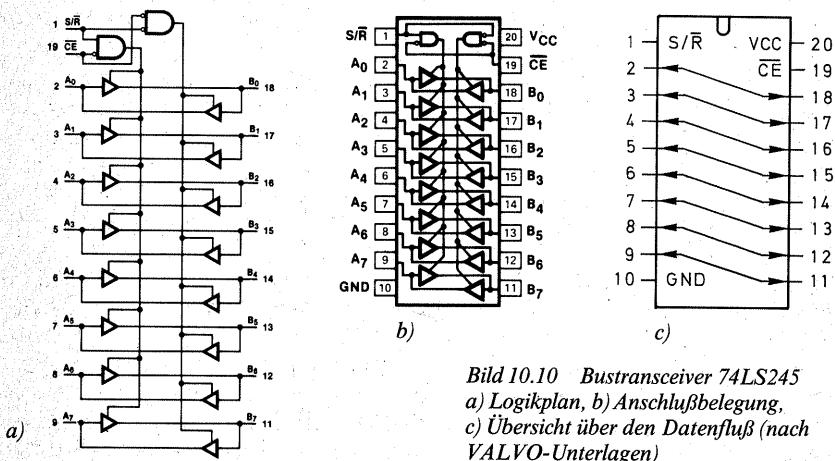 1 S/R̅
19 C̅E̅
2 A0 B0 18
3 A1 B1 17
4 A2 B2 16
5 A3 B3 15
6 A4 B4 14
7 A5 B5 13
8 A6 B6 12
9 A7 B7 11
a)
S/R̅ 1 20 VCC
A0 2 19 C̅E̅
A1 3 18 B0
A2 4 17 B1
A3 5 16 B2
A4 6 15 B3
A5 7 14 B4
A6 8 13 B5
A7 9 12 B6
GND 10 11 B7
b)
1 S/R̅ VCC 20
2 C̅E̅ 19
3 18
4 17
5 16
6 15
7 14
8 13
9 12
10 GND 11
c)
Bild 10.10 Bustransceiver 74LS245
a) Logikplan, b) Anschlußbelegung,
c) Übersicht über den Datenfluß (nach
VALVO-Unterlagen)